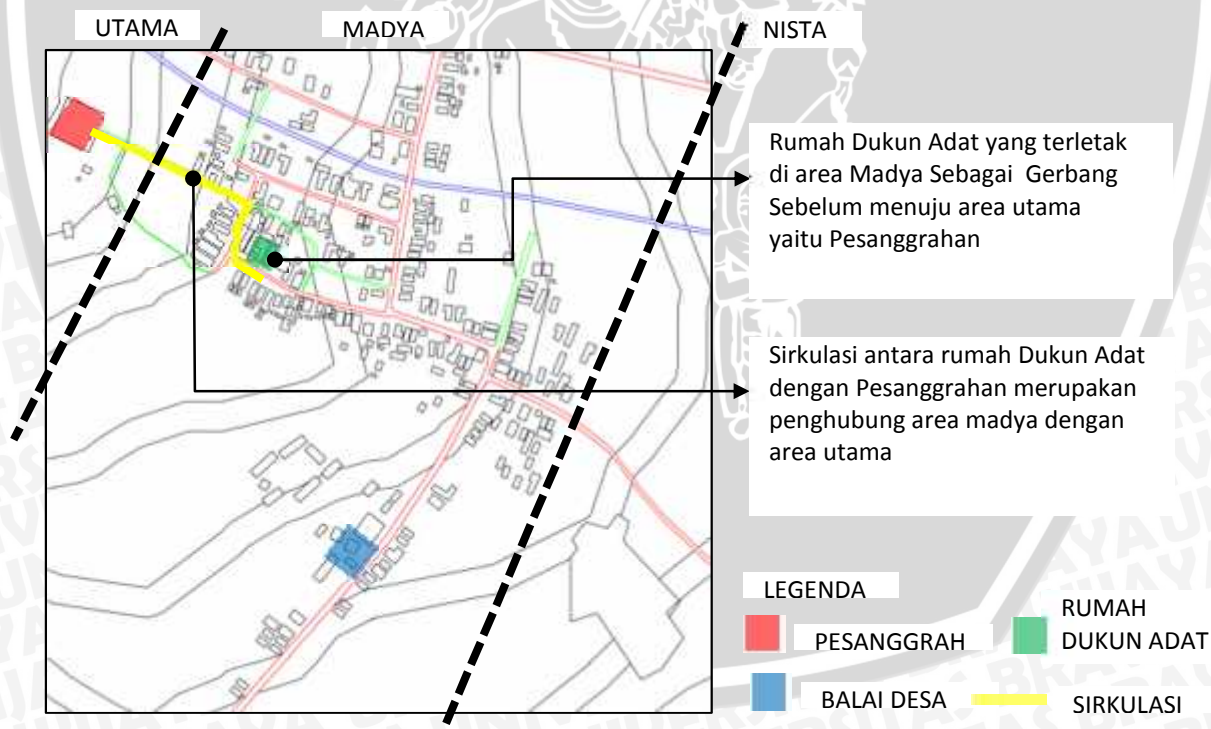 UTAMA
MADYA
NISTA
Rumah Dukun Adat yang terletak
di area Madya Sebagai Gerbang
Sebelum menuju area utama
yaitu Pesanggrahan
Sirkulasi antara rumah Dukun Adat
dengan Pesanggrahan merupakan
penghubung area madya dengan
area utama
LEGENDA
PESANGGRAH
RUMAH
DUKUN ADAT
BALAI DESA
SIRKULASI